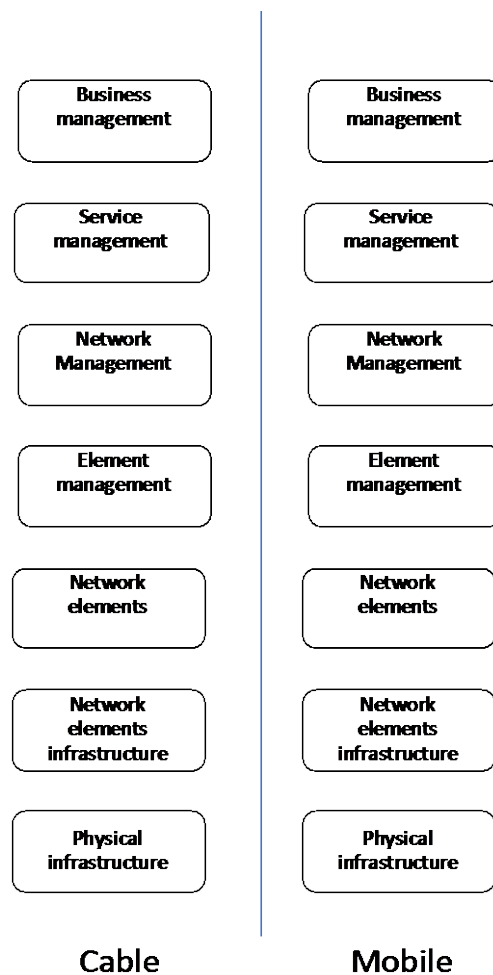 Business
management
Service
management
Network
Management
Element
management
Network
elements
Network
elements
infrastructure
Physical
infrastructure
Cable
Business
management
Service
management
Network
Management
Element
management
Network
elements
Network
elements
infrastructure
Physical
infrastructure
Mobile